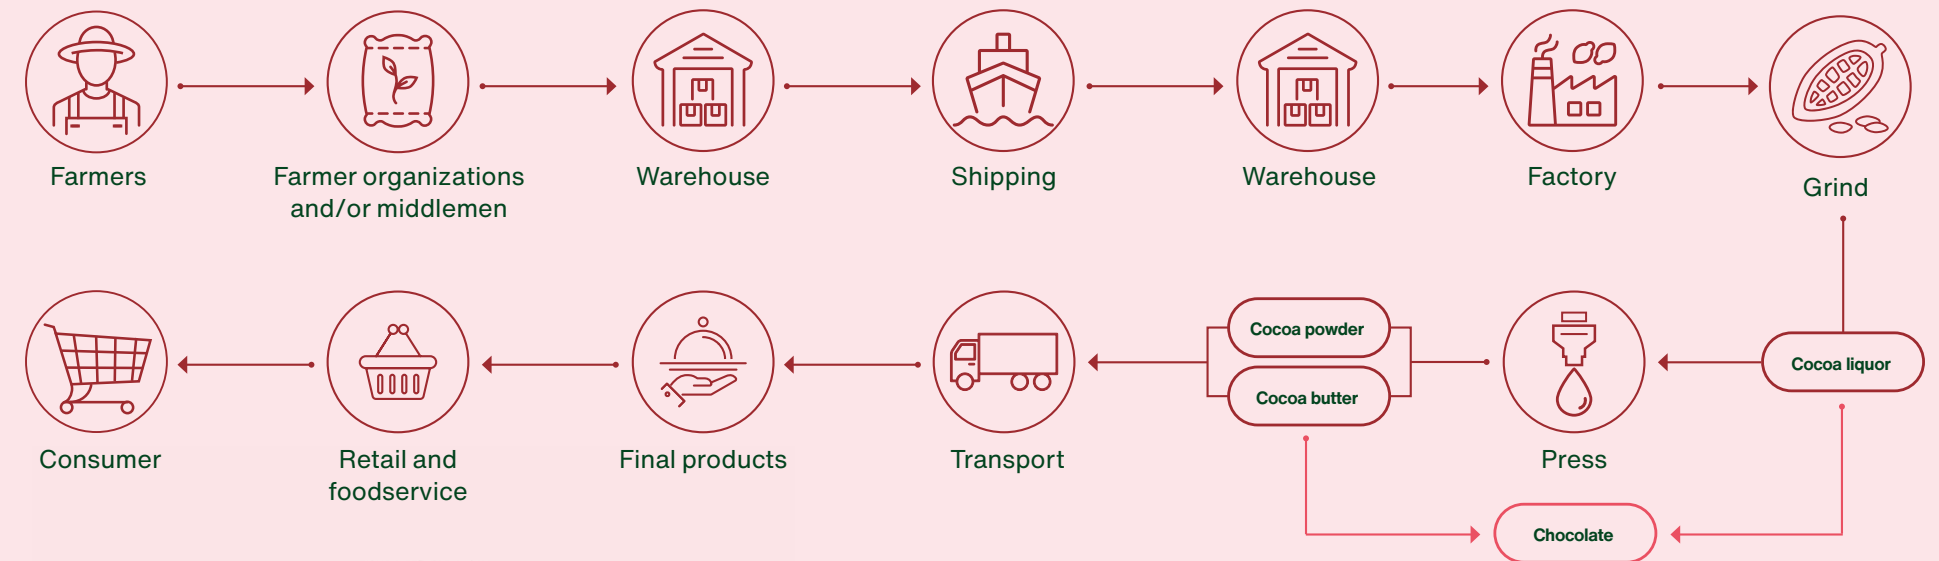 Farmers
Farmer organizations
and/or middlemen
Warehouse
Shipping
Warehouse
Factory
Grind
Cocoa liquor
Press
Cocoa powder
Cocoa butter
Chocolate
Transport
Final products
Retail and
foodservice
Consumer